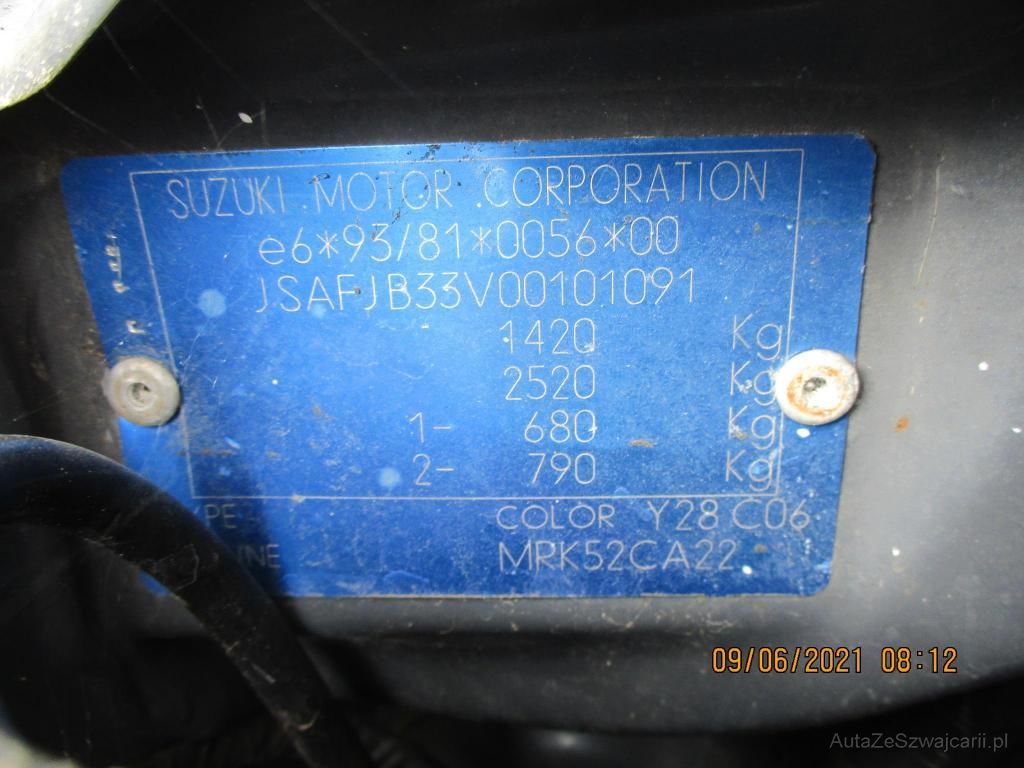 SUZUKI MOTOR CORPORATION
e6*93/81*0056*00
JSAFJB33V00101091
1420 Kg
2520 Kg
1- 680 Kg
2- 790 Kg
COLOR Y28 C06
MRK52CA22
09/06/2021 08:12
AutaZeSzwajcarii.pl